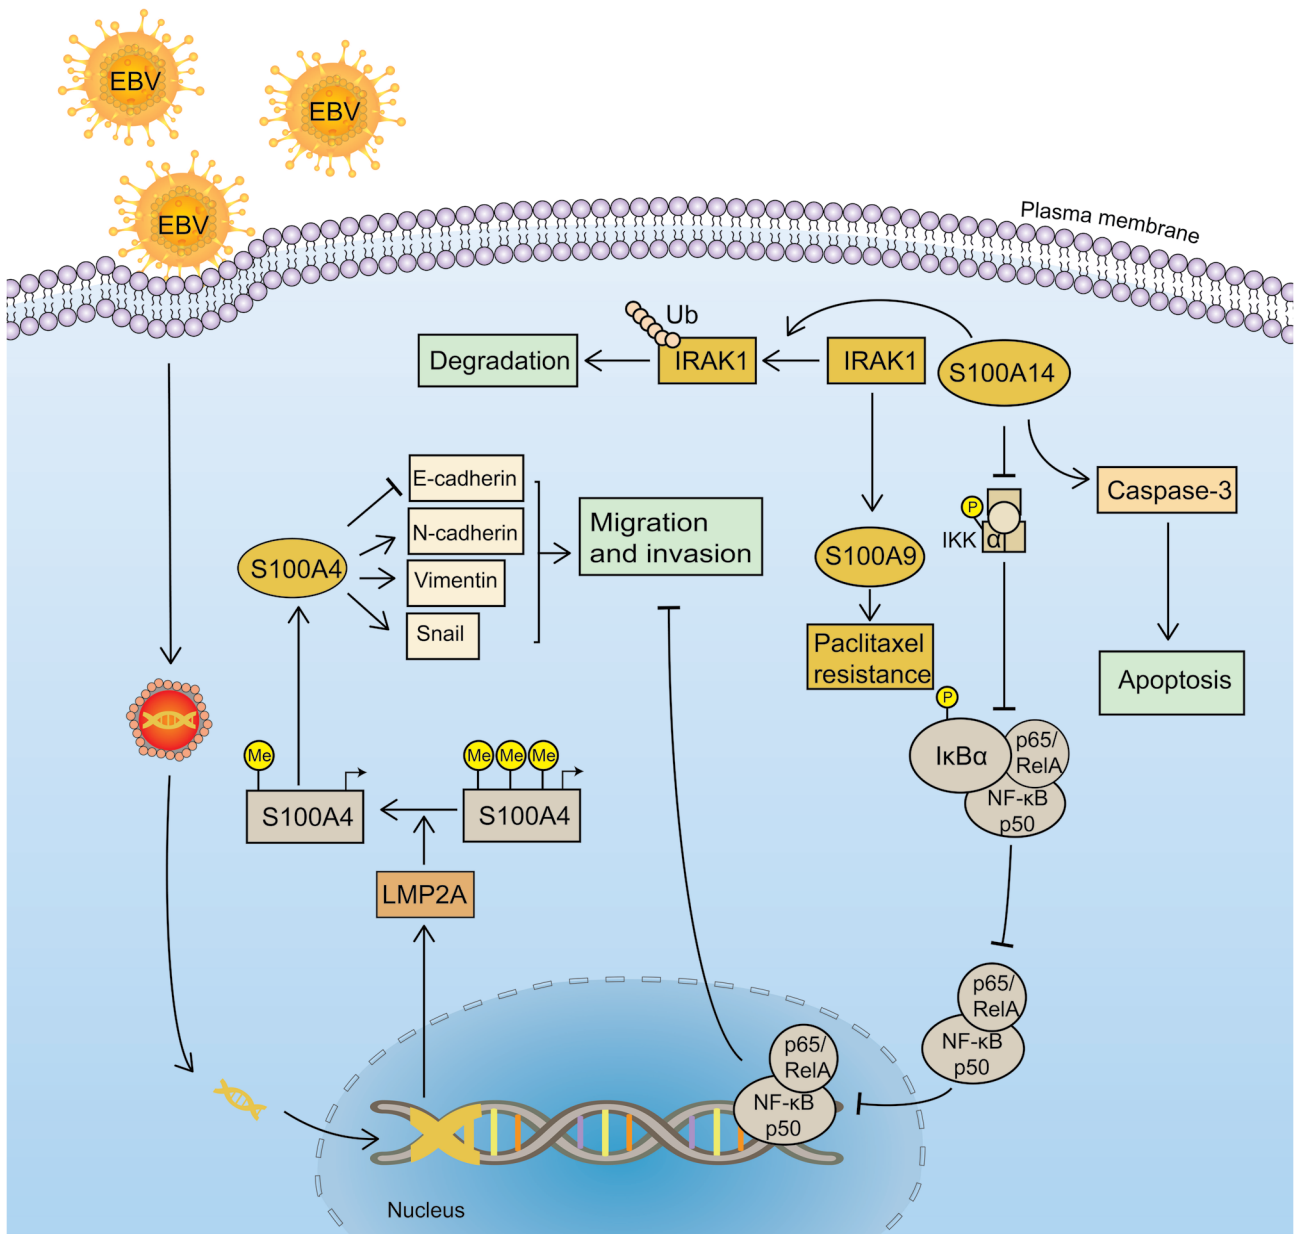 EBV
EBV
EBV
Plasma membrane
Ub
Degradation
IRAK1
IRAK1
S100A14
E-cadherin
N-cadherin
Vimentin
Snail
S100A4
Migration
and invasion
S100A9
Paclitaxel
resistance
P
IKK
α
Caspase-3
Apoptosis
P
IκBα
p65/
RelA
NF-κB
p50
Me
S100A4
Me
Me
Me
S100A4
LMP2A
p65/
RelA
NF-κB
p50
p65/
RelA
NF-κB
p50
Nucleus